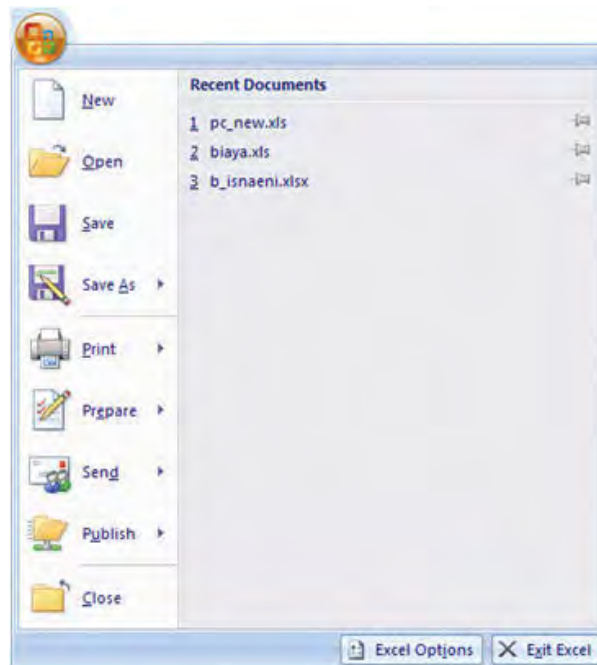 New
Open
Save
Save As
Print
Prepare
Send
Publish
Close
Recent Documents
1 pc_new.xls
2 biaya.xls
3 b_isnaeni.xlsx
Excel Options
Exit Excel